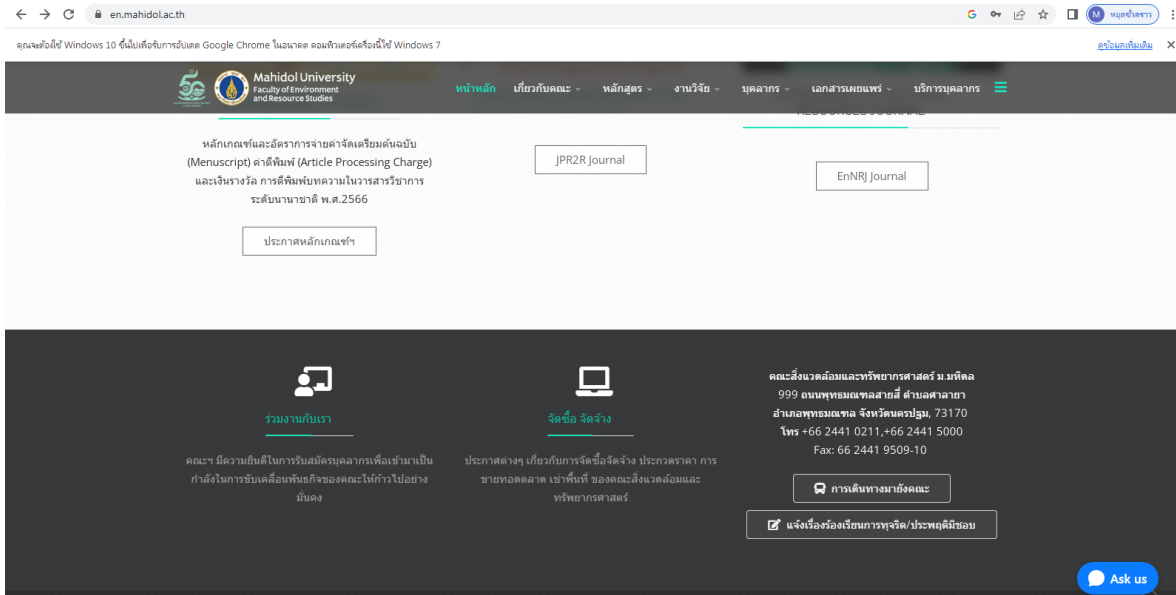 en.mahidol.ac.th
M หยุดชั่วคราว
คุณจะต้องใช้ Windows 10 ขึ้นไปเพื่อรับการอัปเดต Google Chrome ในอนาคต คอมพิวเตอร์เครื่องนี้ใช้ Windows 7
ดูข้อมูลเพิ่มเติม
Mahidol University
Faculty of Environment
and Resource Studies
หน้าหลัก เกี่ยวกับคณะ หลักสูตร งานวิจัย บุคลากร เอกสารเผยแพร่ บริการบุคลากร
RESOURCES JOURNAL
หลักเกณฑ์และอัตราการจ่ายค่าจัดเตรียมต้นฉบับ
(Menuscript) ค่าตีพิมพ์ (Article Processing Charge)
และเงินรางวัล การตีพิมพ์บทความในวารสารวิชาการ
ระดับนานาชาติ พ.ศ.2566
ประกาศหลักเกณฑ์ฯ
JPR2R Journal
EnNRJ Journal
ร่วมงานกับเรา
คณะฯ มีความยินดีในการรับสมัครบุคลากรเพื่อเข้ามาเป็น
กำลังในการขับเคลื่อนพันธกิจของคณะให้ก้าวไปอย่าง
มั่นคง
จัดซื้อ จัดจ้าง
ประกาศต่างๆ เกี่ยวกับการจัดซื้อจัดจ้าง ประกวดราคา การ
ขายทอดตลาด เช่าพื้นที่ ของคณะสิ่งแวดล้อมและ
ทรัพยากรศาสตร์
คณะสิ่งแวดล้อมและทรัพยากรศาสตร์ ม.มหิดล
999 ถนนพุทธมณฑลสายสี่ ตำบลศาลายา
อำเภอพุทธมณฑล จังหวัดนครปฐม, 73170
โทร +66 2441 0211,+66 2441 5000
Fax: 66 2441 9509-10
การเดินทางมายังคณะ
แจ้งเรื่องร้องเรียนการทุจริต/ประพฤติมิชอบ
Ask us